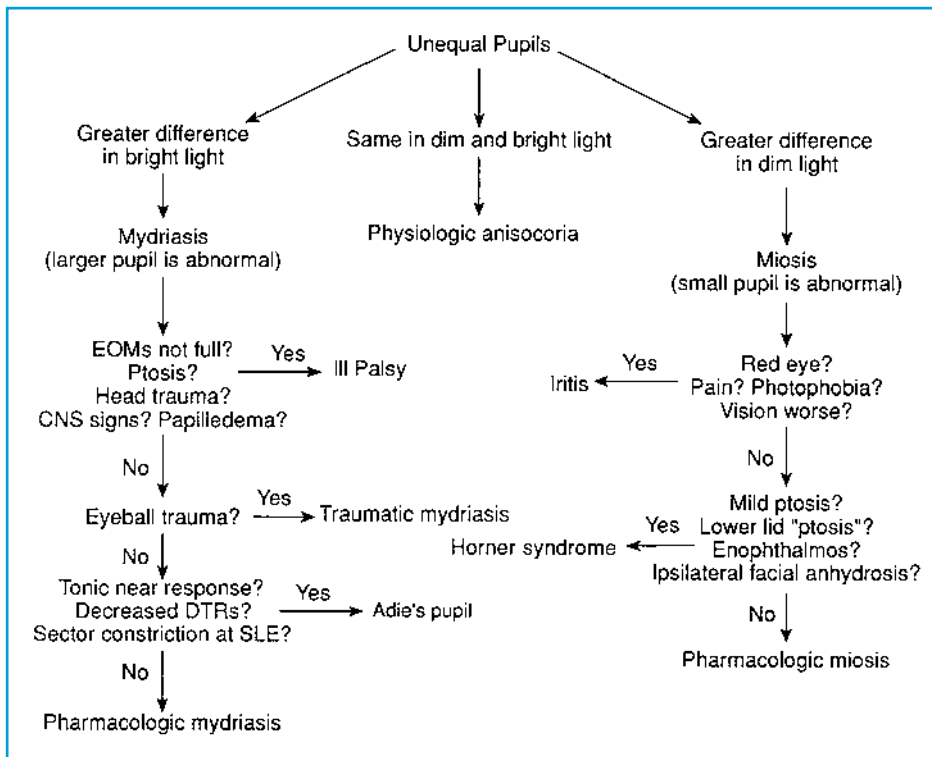 Unequal Pupils
Greater difference
in bright light
Mydriasis
(larger pupil is abnormal)
EOMs not full?
Ptosis?
Head trauma?
CNS signs? Papilledema?
Yes
III Palsy
No
Eyeball trauma?
Yes
Traumatic mydriasis
No
Tonic near response?
Decreased DTRs?
Sector constriction at SLE?
Yes
Adie's pupil
No
Pharmacologic mydriasis
Same in dim and bright light
Physiologic anisocoria
Greater difference
in dim light
Miosis
(small pupil is abnormal)
Red eye?
Pain? Photophobia?
Vision worse?
Yes
Iritis
No
Mild ptosis?
Lower lid "ptosis"?
Enophthalmos?
Ipsilateral facial anhydrosis?
Yes
Horner syndrome
No
Pharmacologic miosis